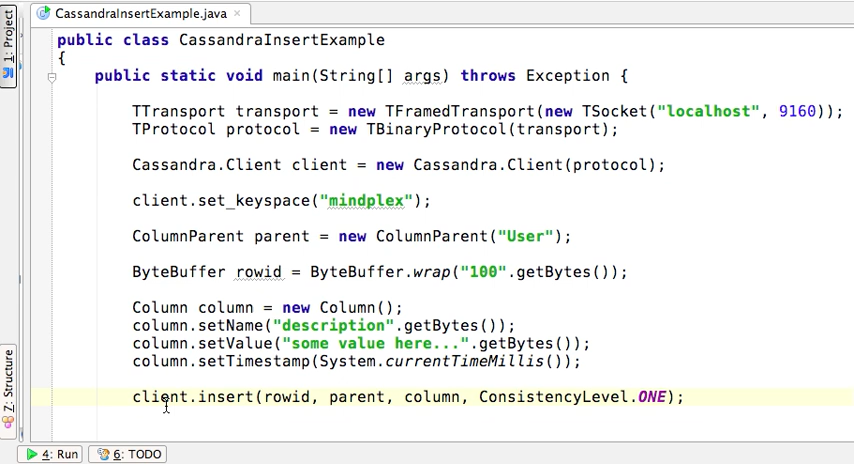 CassandraInsertExample.java
1: Project
public class CassandraInsertExample
{
public static void main(String[] args) throws Exception {
TTransport transport = new TFramedTransport(new TSocket("localhost", 9160));
TProtocol protocol = new TBinaryProtocol(transport);
Cassandra.Client client = new Cassandra.Client(protocol);
client.set_keyspace("mindplex");
ColumnParent parent = new ColumnParent("User");
ByteBuffer rowid = ByteBuffer.wrap("100".getBytes());
Column column = new Column();
column.setName("description".getBytes());
column.setValue("some value here...".getBytes());
column.setTimestamp(System.currentTimeMillis());
client.insert(rowid, parent, column, ConsistencyLevel.ONE);
Z: Structure
4: Run
6: TODO